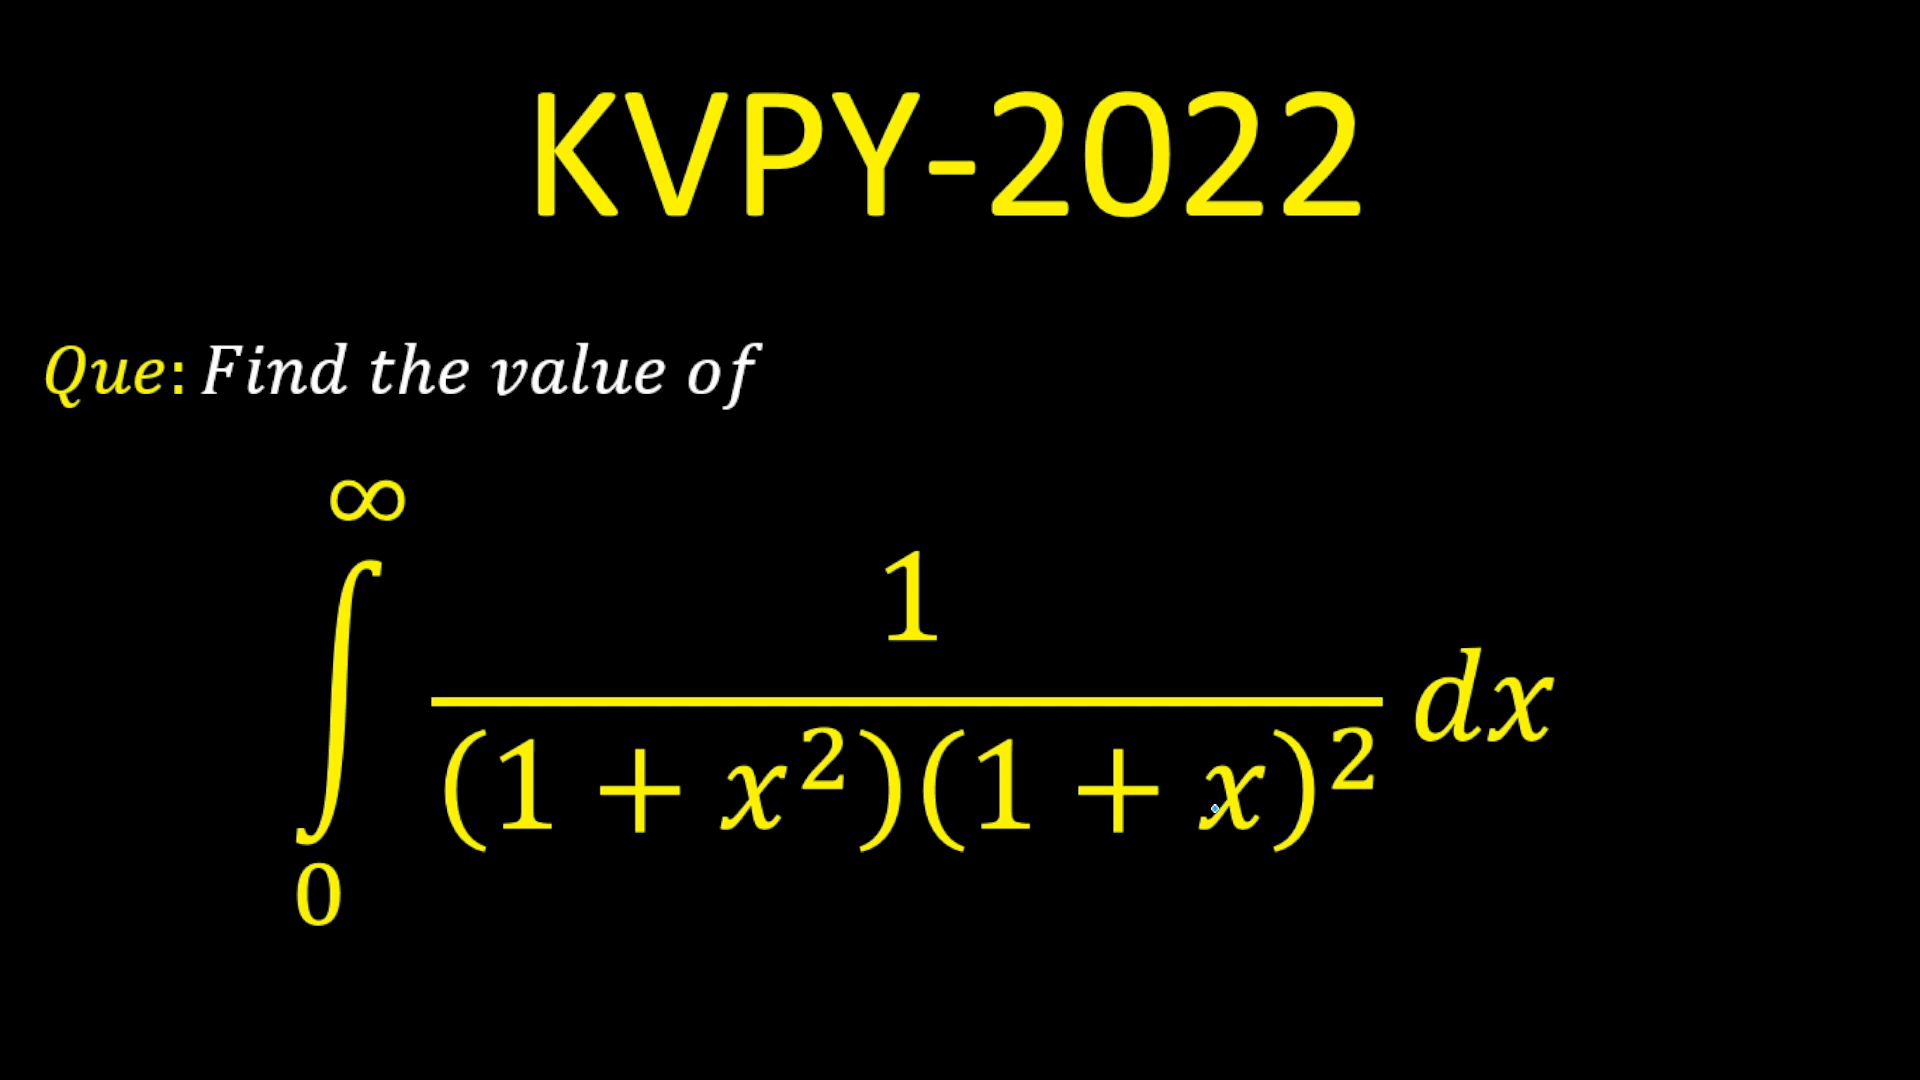 KVPY-2022
Que: Find the value of
∞
∫ 1 / (1 + x²)(1 + x)² dx
0